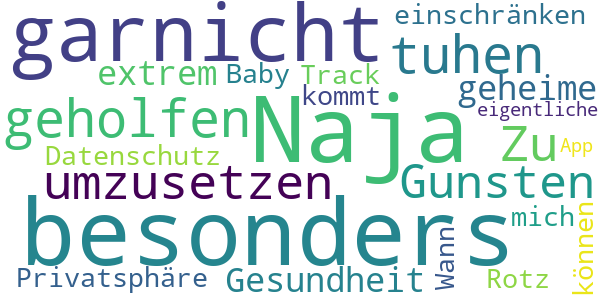 garnicht einschränken
tuhen
extrem Baby Track geheime
kommt eigentliche
geholfen Naja Zu App
Datenschutz
umzusetzen Gunsten
besonders mich können
Wann
Privatsphäre Gesundheit Rotz